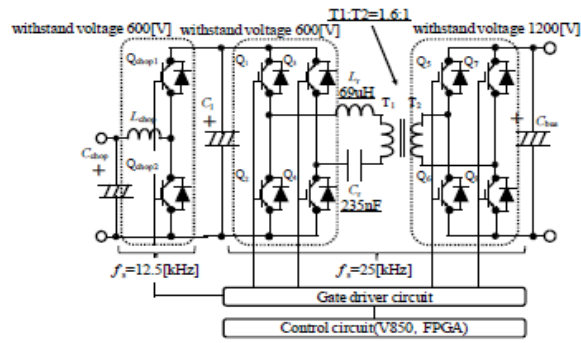 T1:T2=1.6:1
withstand voltage 600[V] withstand voltage 600[V] withstand voltage 1200[V]
Qchop1 Q1 Q3 Q5 Q7
Lr
69uH
T1 T2
Lchop C1 Cbus
Cchop
Qchop2 Q2 Q4 Q6 Q8
Cr
235nF
fs=12.5[kHz] fs=25[kHz]
Gate driver circuit
Control circuit(V850, FPGA)